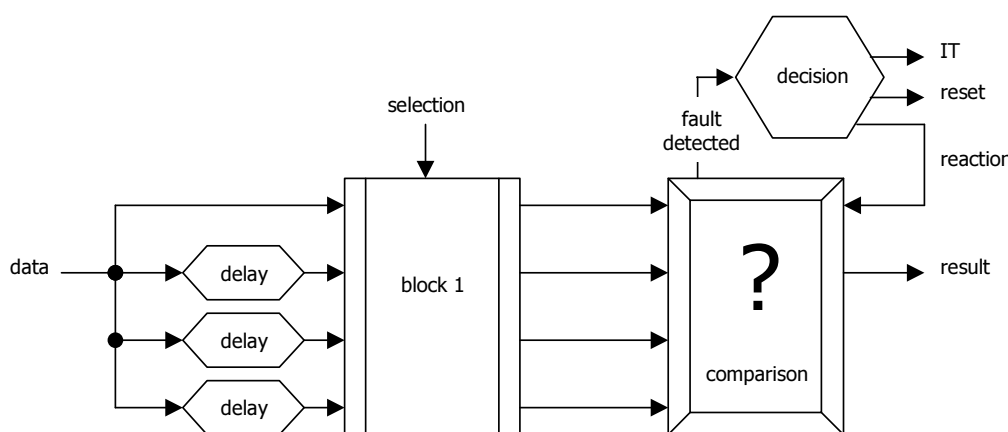 IT
decision
reset
selection
fault
detected
reaction
data
delay
block 1
?
result
delay
comparison
delay